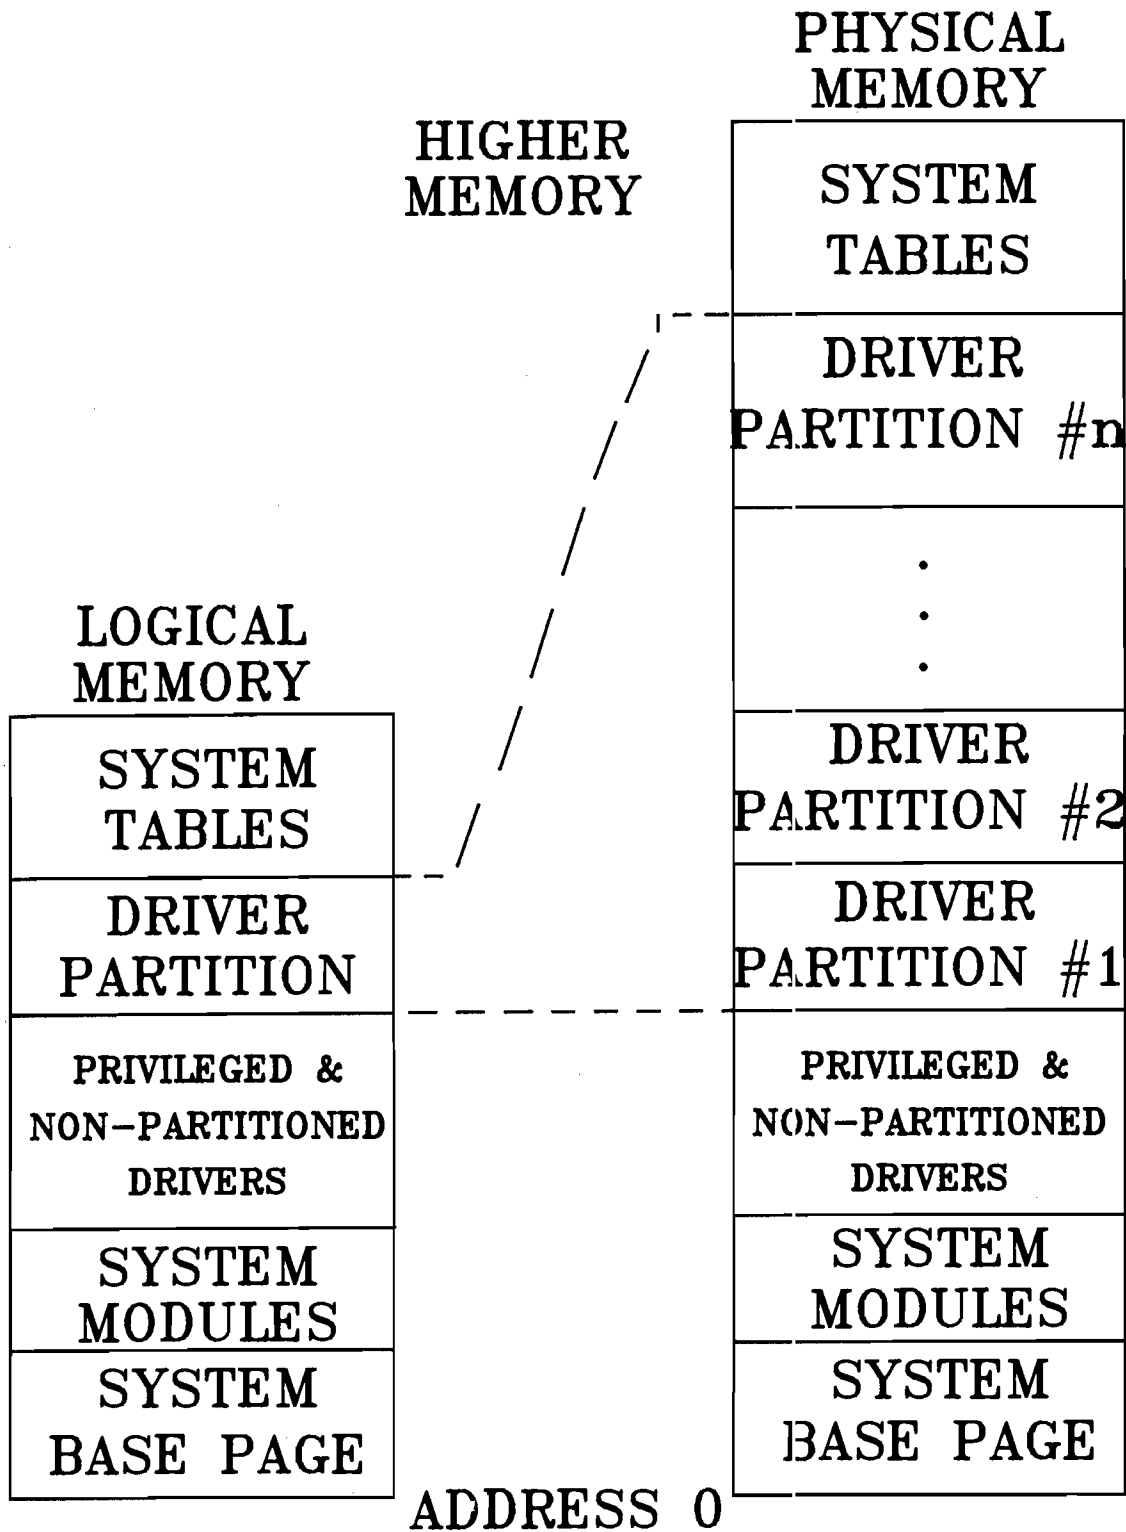 PHYSICAL
MEMORY
HIGHER
MEMORY
SYSTEM
TABLES
DRIVER
PARTITION #n
LOGICAL
MEMORY
SYSTEM
TABLES
DRIVER
PARTITION
PRIVILEGED &
NON-PARTITIONED
DRIVERS
SYSTEM
MODULES
SYSTEM
BASE PAGE
DRIVER
PARTITION #2
DRIVER
PARTITION #1
PRIVILEGED &
NON-PARTITIONED
DRIVERS
SYSTEM
MODULES
SYSTEM
BASE PAGE
ADDRESS 0